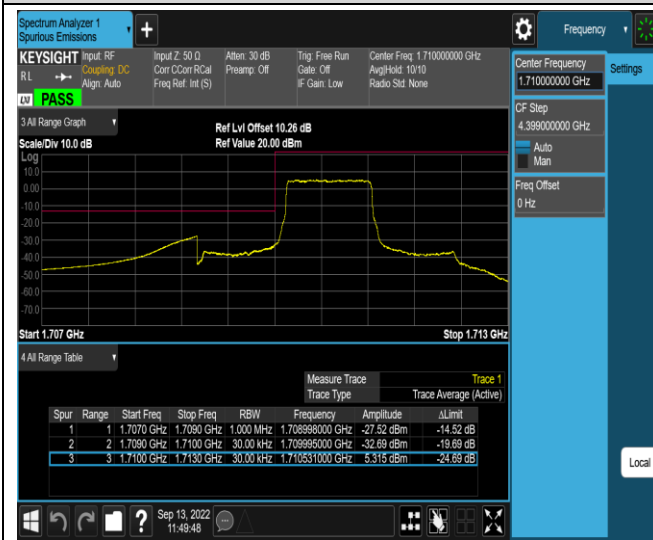 Spectrum Analyzer 1
Spurious Emissions
Frequency
KEYSIGHT
R L
LXI PASS
Input: RF
Coupling: DC
Align: Auto
Input Z: 50 Ω
Corr CCorr RCal
Freq Ref: Int (S)
Atten: 30 dB
Preamp: Off
Trig: Free Run
Gate: Off
IF Gain: Low
Center Freq: 1.710000000 GHz
Avg|Hold: 10/10
Radio Std: None
Center Frequency
1.710000000 GHz
Settings
CF Step
4.399000000 GHz
Auto
Man
Freq Offset
0 Hz
3 All Range Graph
Scale/Div 10.0 dB
Ref Lvl Offset 10.26 dB
Ref Value 20.00 dBm
Log
10.0
0.00
-10.0
-20.0
-30.0
-40.0
-50.0
-60.0
-70.0
Start 1.707 GHz
Stop 1.713 GHz
4 All Range Table
Measure Trace Trace 1
Trace Type Trace Average (Active)
Spur Range Start Freq Stop Freq RBW Frequency Amplitude ΔLimit
1 1 1.7070 GHz 1.7090 GHz 1.000 MHz 1.708998000 GHz -27.52 dBm -14.52 dB
2 2 1.7090 GHz 1.7100 GHz 30.00 kHz 1.709995000 GHz -32.69 dBm -19.69 dB
3 3 1.7100 GHz 1.7130 GHz 30.00 kHz 1.710531000 GHz 5.315 dBm -24.69 dB
Local
Sep 13, 2022
11:49:48